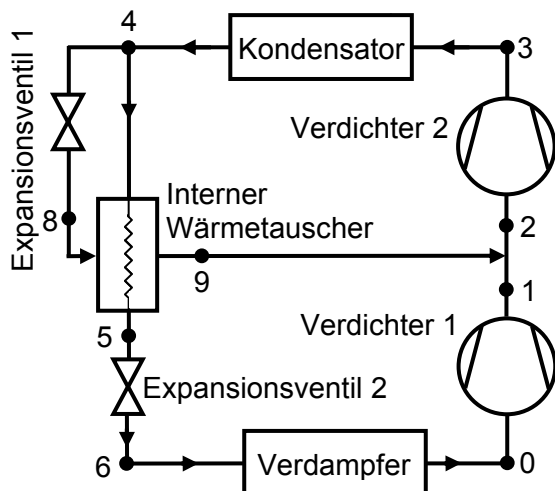 4
Kondensator
3
Expansionsventil 1
Verdichter 2
Interner
Wärmetauscher
8
2
9
1
5
Verdichter 1
Expansionsventil 2
6
Verdampfer
0